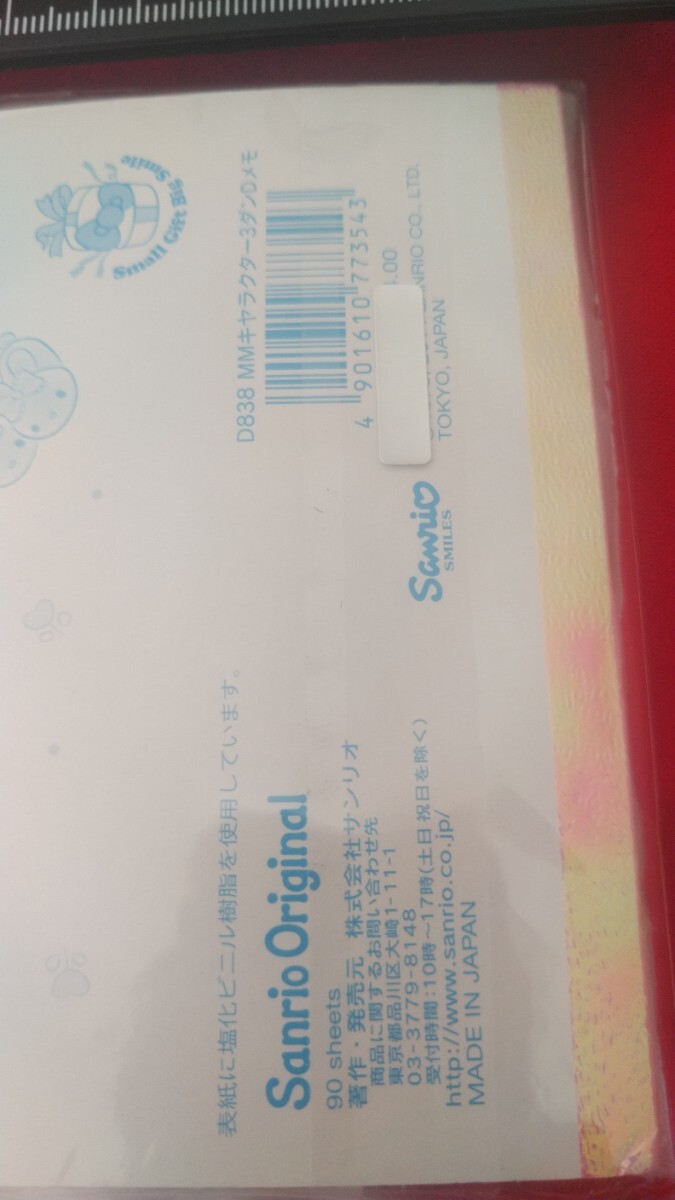 Small Gift Big Smile
D838 MMキャラクター3ダンDメモ
4 901610 773543
.00
NRIO CO., LTD.
TOKYO, JAPAN
Sanrio
SMILES
表紙に塩化ビニル樹脂を使用しています。
Sanrio Original
90 sheets
著作・発売元 株式会社サンリオ
商品に関するお問い合わせ先
東京都品川区大崎1-11-1
03-3779-8148
受付時間:10時～17時(土日祝日を除く)
http://www.sanrio.co.jp/
MADE IN JAPAN